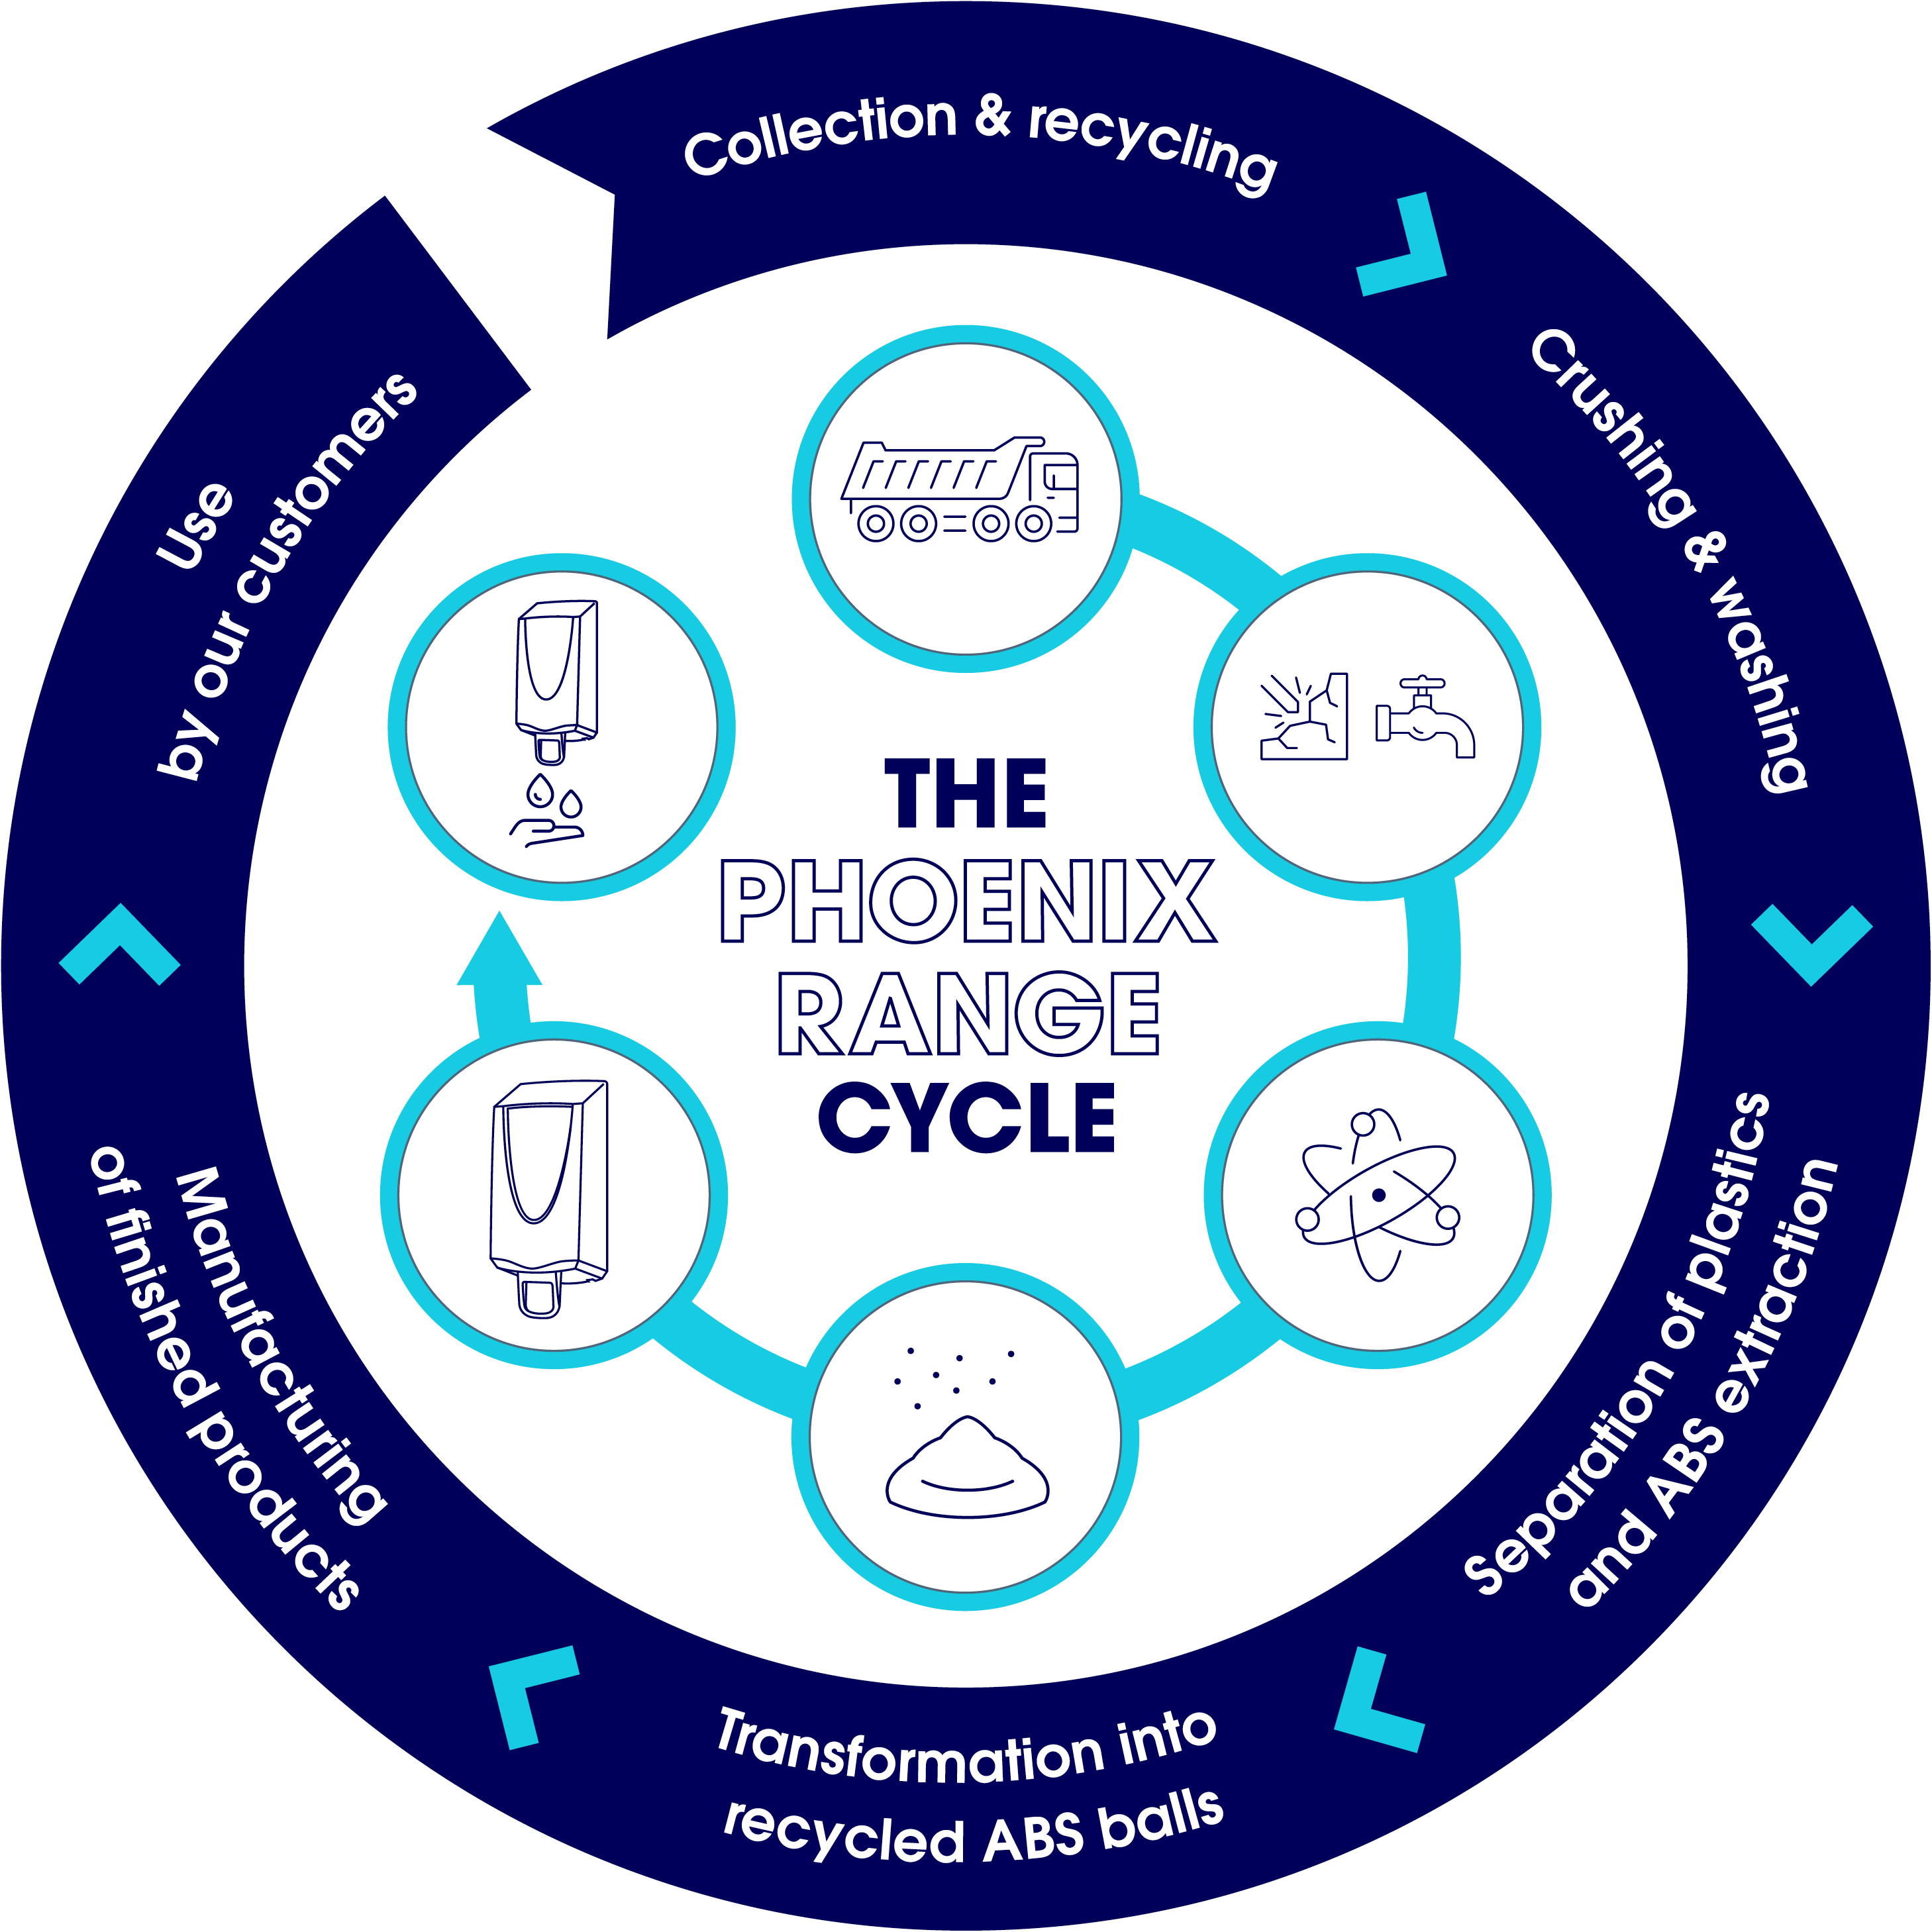 Collection & recycling
Crushing & washing
Separation of plastics
and ABS extraction
Transformation into
recycled ABS balls
Manufacturing
of finished products
Use
by your customers
THE
PHOENIX
RANGE
CYCLE